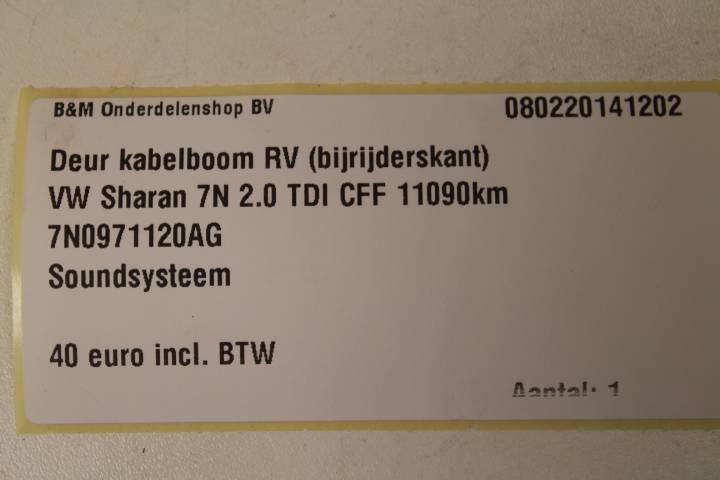 B&M Onderdelenshop BV 080220141202
Deur kabelboom RV (bijrijderskant)
VW Sharan 7N 2.0 TDI CFF 11090km
7N0971120AG
Soundsysteem
40 euro incl. BTW
Aantal: 1